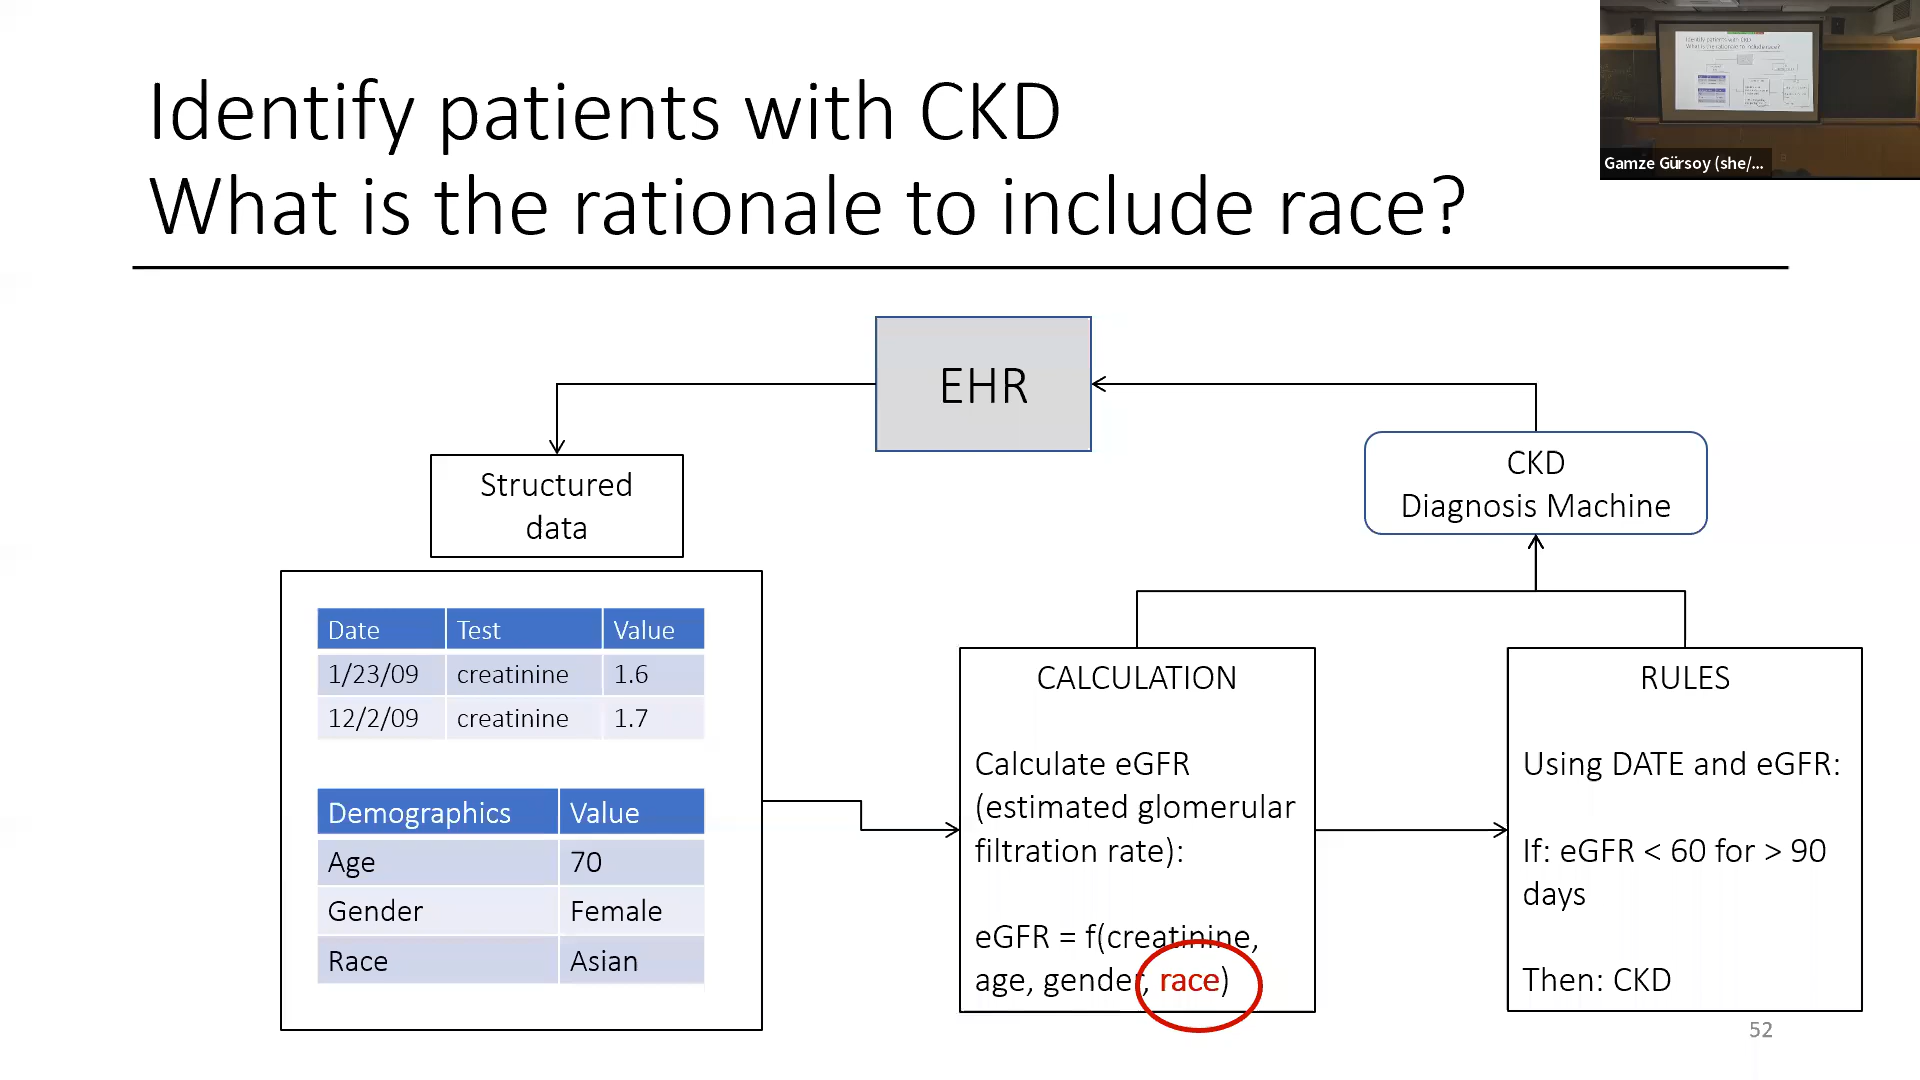 Identify patients with CKD
What is the rationale to include race?
Gamze Gürsoy (she/...
EHR
Structured
data
CKD
Diagnosis Machine
Date Test Value
1/23/09 creatinine 1.6
12/2/09 creatinine 1.7
Demographics Value
Age 70
Gender Female
Race Asian
CALCULATION
Calculate eGFR
(estimated glomerular
filtration rate):
eGFR = f(creatinine,
age, gender, race)
RULES
Using DATE and eGFR:
If: eGFR < 60 for > 90
days
Then: CKD
52